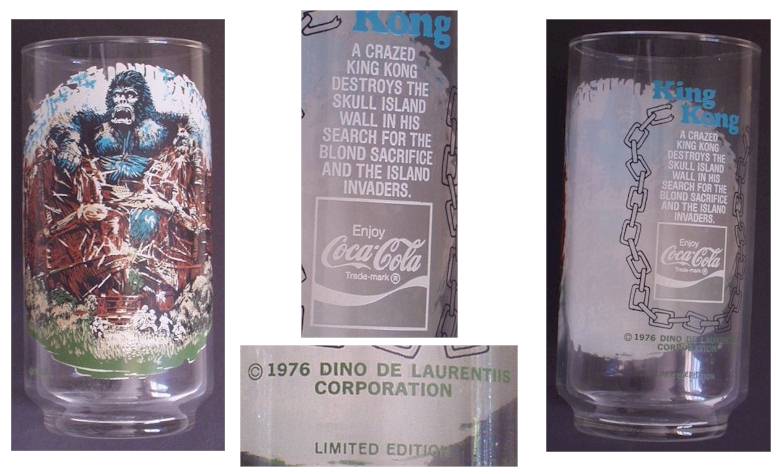 Kong
A CRAZED
KING KONG
DESTROYS THE
SKULL ISLAND
WALL IN HIS
SEARCH FOR THE
BLOND SACRIFICE
AND THE ISLAND
INVADERS.
Enjoy
Coca-Cola
Trade-mark ®
© 1976 DINO DE LAURENTIIS
CORPORATION
LIMITED EDITION
King
Kong
A CRAZED
KING KONG
DESTROYS THE
SKULL ISLAND
WALL IN HIS
SEARCH FOR THE
BLOND SACRIFICE
AND THE ISLAND
INVADERS.
Enjoy
Coca-Cola
Trade-mark ®
© 1976 DINO DE LAURENTIIS
CORPORATION
LIMITED EDITION